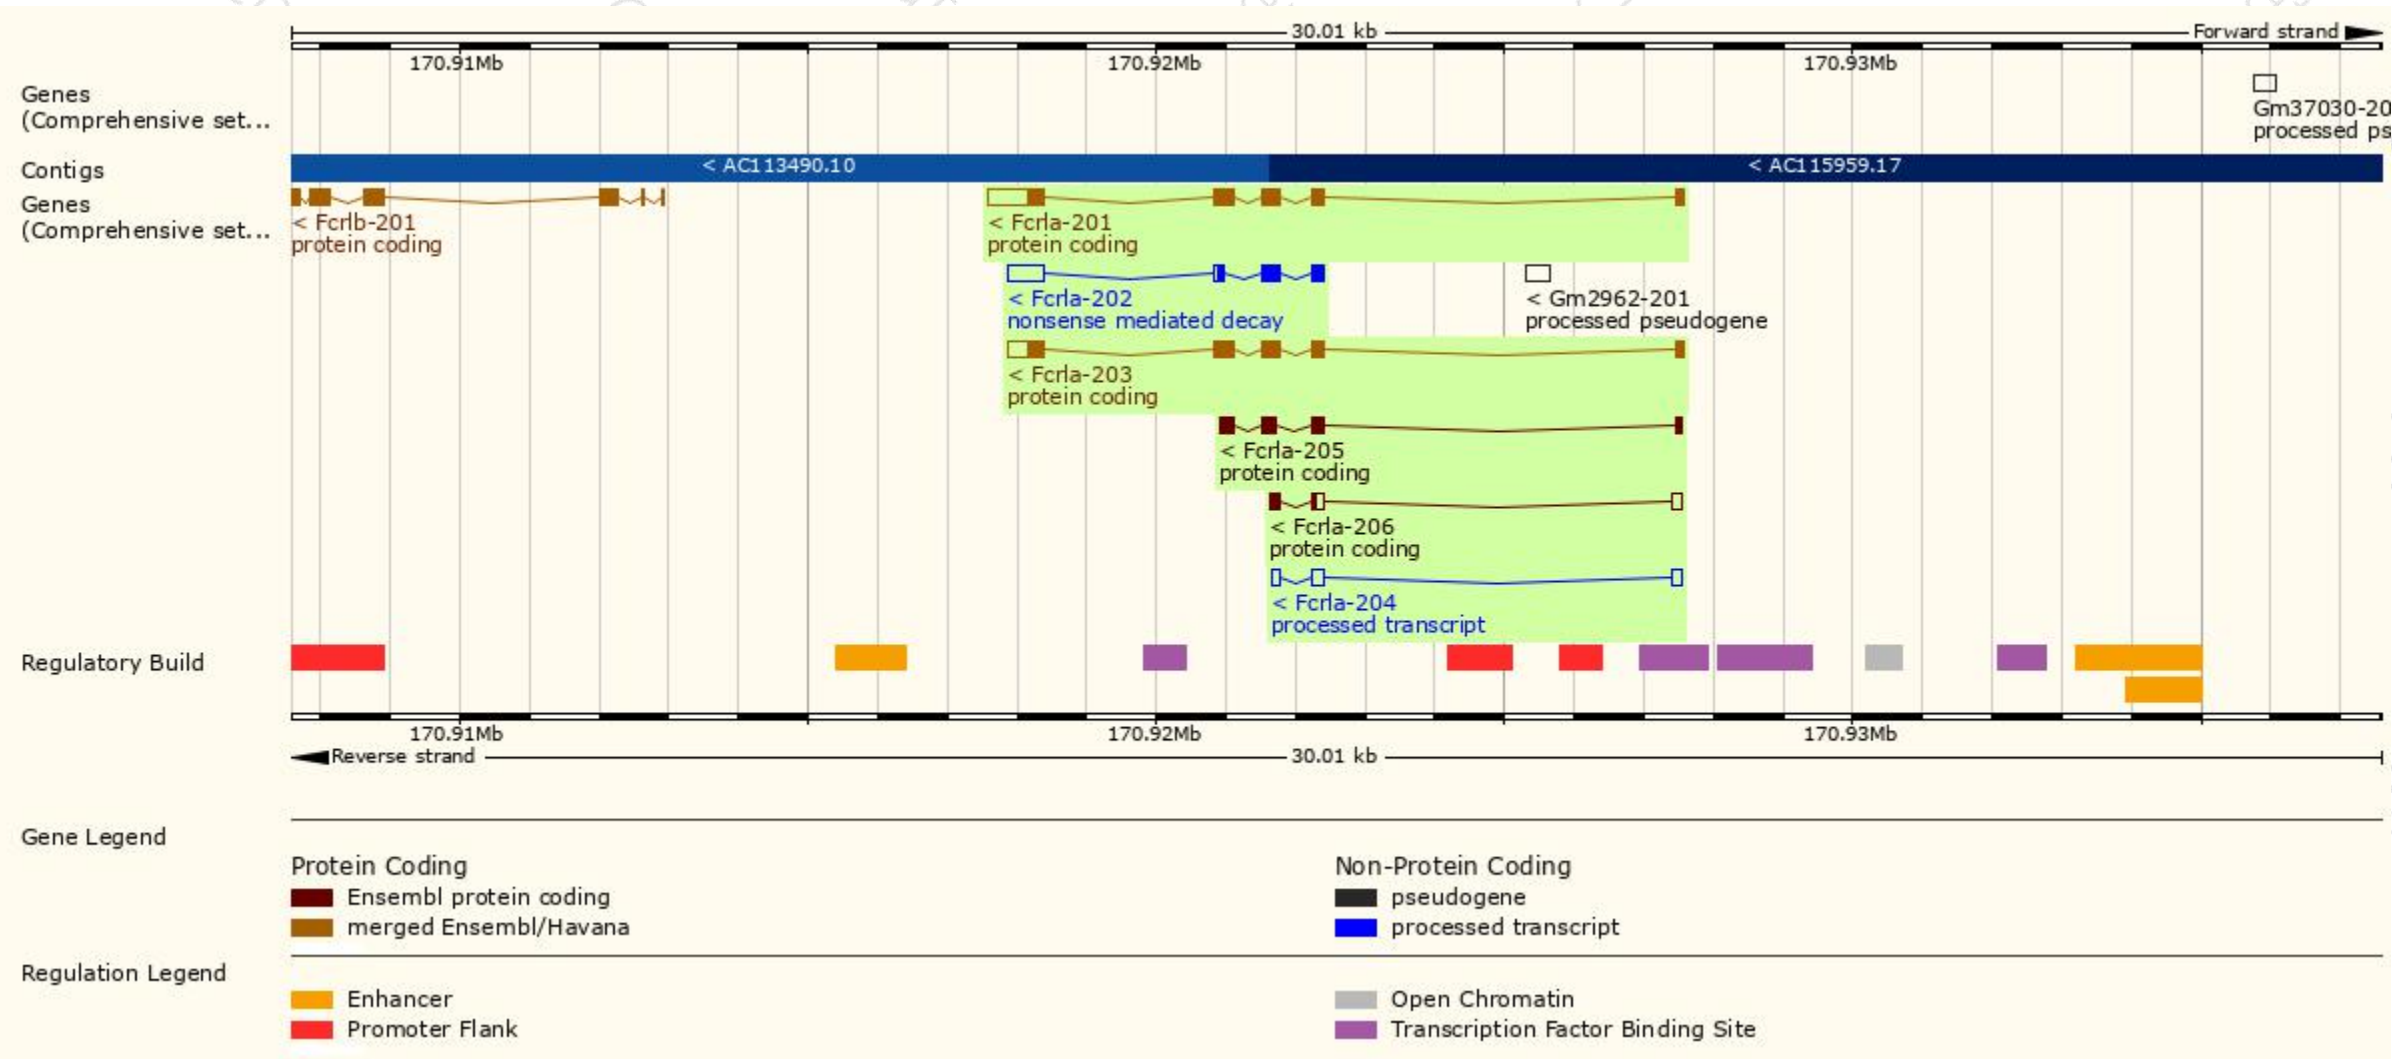 30.01 kb
Forward strand
170.91Mb 170.92Mb 170.93Mb
Genes
(Comprehensive set...
Gm37030-20
processed ps
Contigs
< AC113490.10 < AC115959.17
Genes
(Comprehensive set...
< Fcrlb-201
protein coding
< Fcrla-201
protein coding
< Fcrla-202
nonsense mediated decay
< Gm2962-201
processed pseudogene
< Fcrla-203
protein coding
< Fcrla-205
protein coding
< Fcrla-206
protein coding
< Fcrla-204
processed transcript
Regulatory Build
170.91Mb 170.92Mb 170.93Mb
Reverse strand
30.01 kb
Gene Legend
Protein Coding
Ensembl protein coding
merged Ensembl/Havana
Non-Protein Coding
pseudogene
processed transcript
Regulation Legend
Enhancer
Promoter Flank
Open Chromatin
Transcription Factor Binding Site